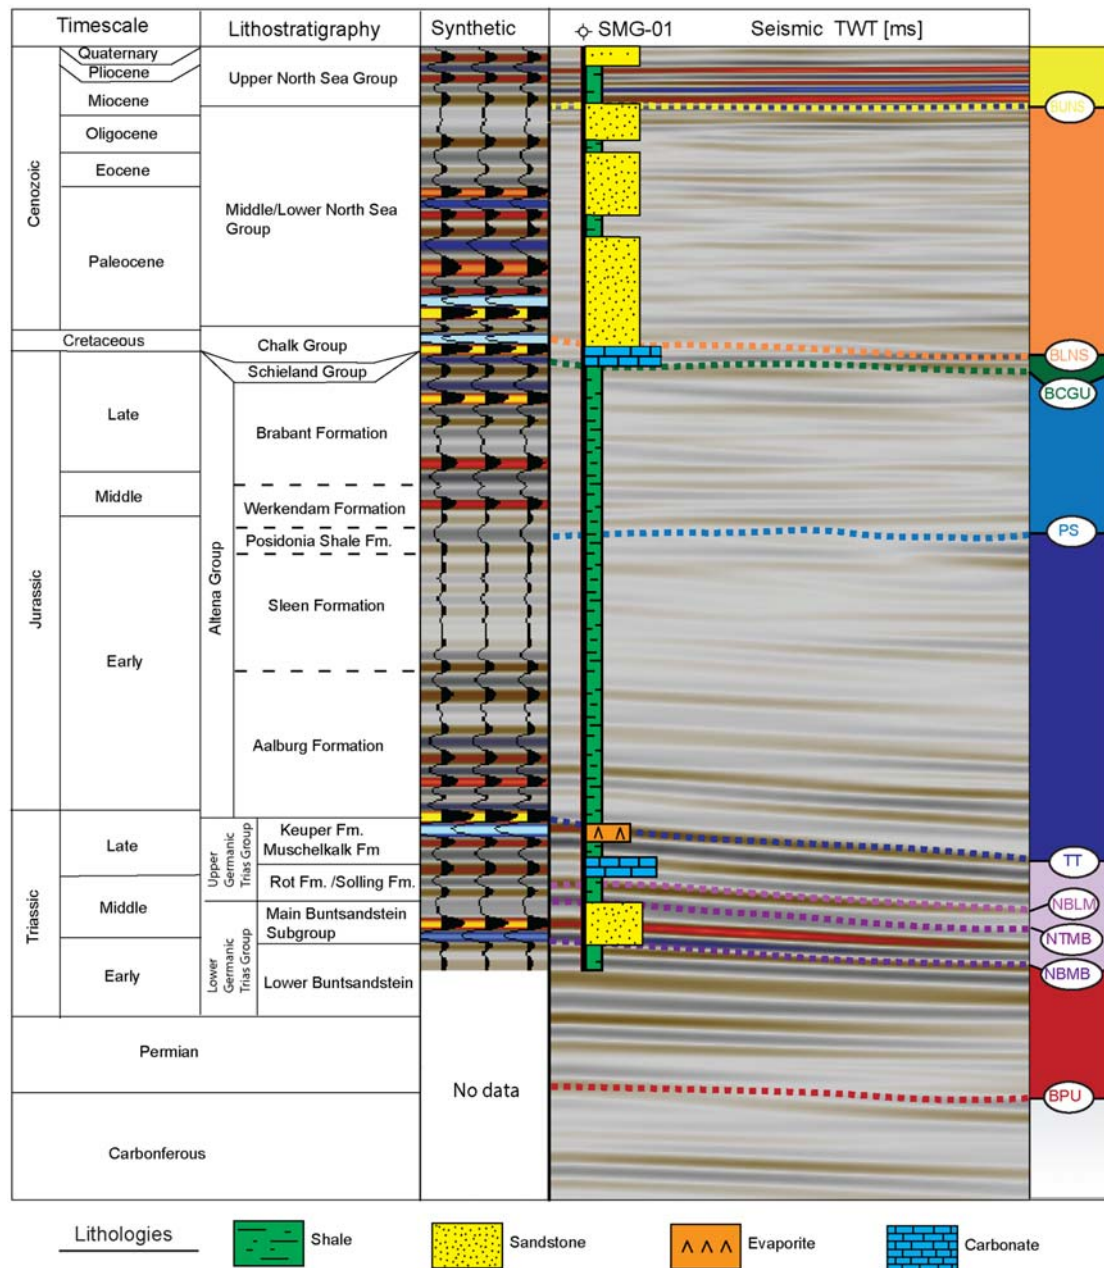 Timescale
Lithostratigraphy
Synthetic
SMG-01
Seismic TWT [ms]
Cenozoic
Quaternary
Pliocene
Miocene
Oligocene
Eocene
Paleocene
Cretaceous
Jurassic
Late
Middle
Early
Triassic
Late
Middle
Early
Permian
Carbonferous
Upper North Sea Group
Middle/Lower North Sea
Group
Chalk Group
Schieland Group
Altena Group
Brabant Formation
Werkendam Formation
Posidonia Shale Fm.
Sleen Formation
Aalburg Formation
Upper
Germanic
Trias Group
Keuper Fm.
Muschelkalk Fm
Rot Fm. /Solling Fm.
Lower
Germanic
Trias Group
Main Buntsandstein
Subgroup
Lower Buntsandstein
No data
BUNS
BLNS
BCGU
PS
TT
NBLM
NTMB
NBMB
BPU
Lithologies
Shale
Sandstone
Evaporite
Carbonate